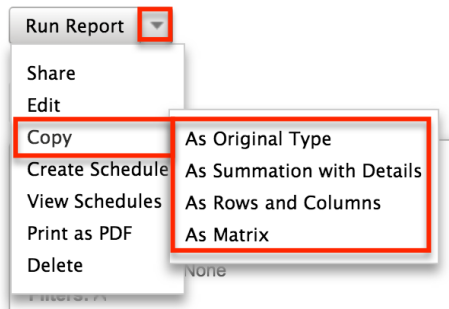 Run Report
Share
Edit
Copy
Create Schedule
View Schedules
Print as PDF
Delete
As Original Type
As Summation with Details
As Rows and Columns
As Matrix
None
Filters: A